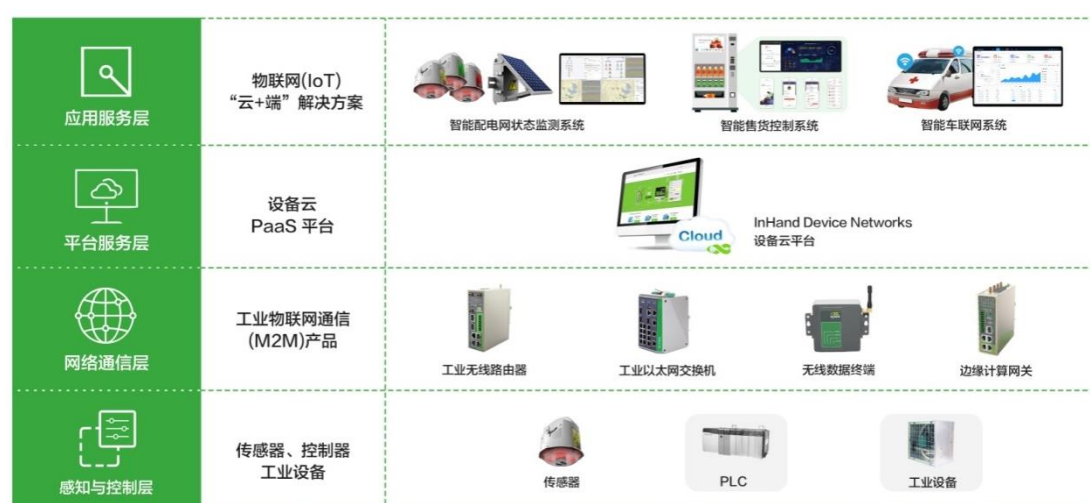 应用服务层
物联网(IoT)
“云+端”解决方案
智能配电网状态监测系统
智能售货控制系统
智能车联网系统
平台服务层
设备云
PaaS 平台
Cloud
InHand Device Networks
设备云平台
网络通信层
工业物联网通信
(M2M)产品
工业无线路由器
工业以太网交换机
无线数据终端
边缘计算网关
感知与控制层
传感器、控制器
工业设备
传感器
PLC
工业设备